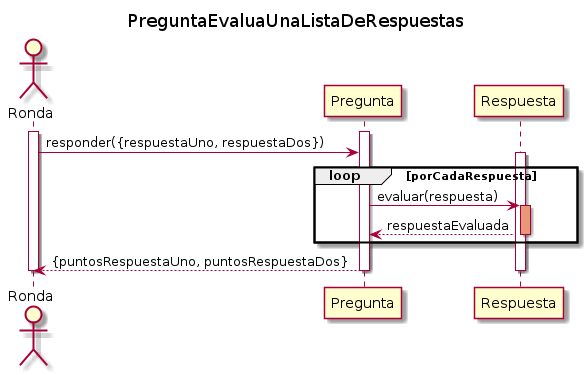 PreguntaEvaluaUnaListaDeRespuestas
Ronda
Pregunta
Respuesta
responder({respuestaUno, respuestaDos})
loop [porCadaRespuesta]
evaluar(respuesta)
respuestaEvaluada
{puntosRespuestaUno, puntosRespuestaDos}
Ronda
Pregunta
Respuesta